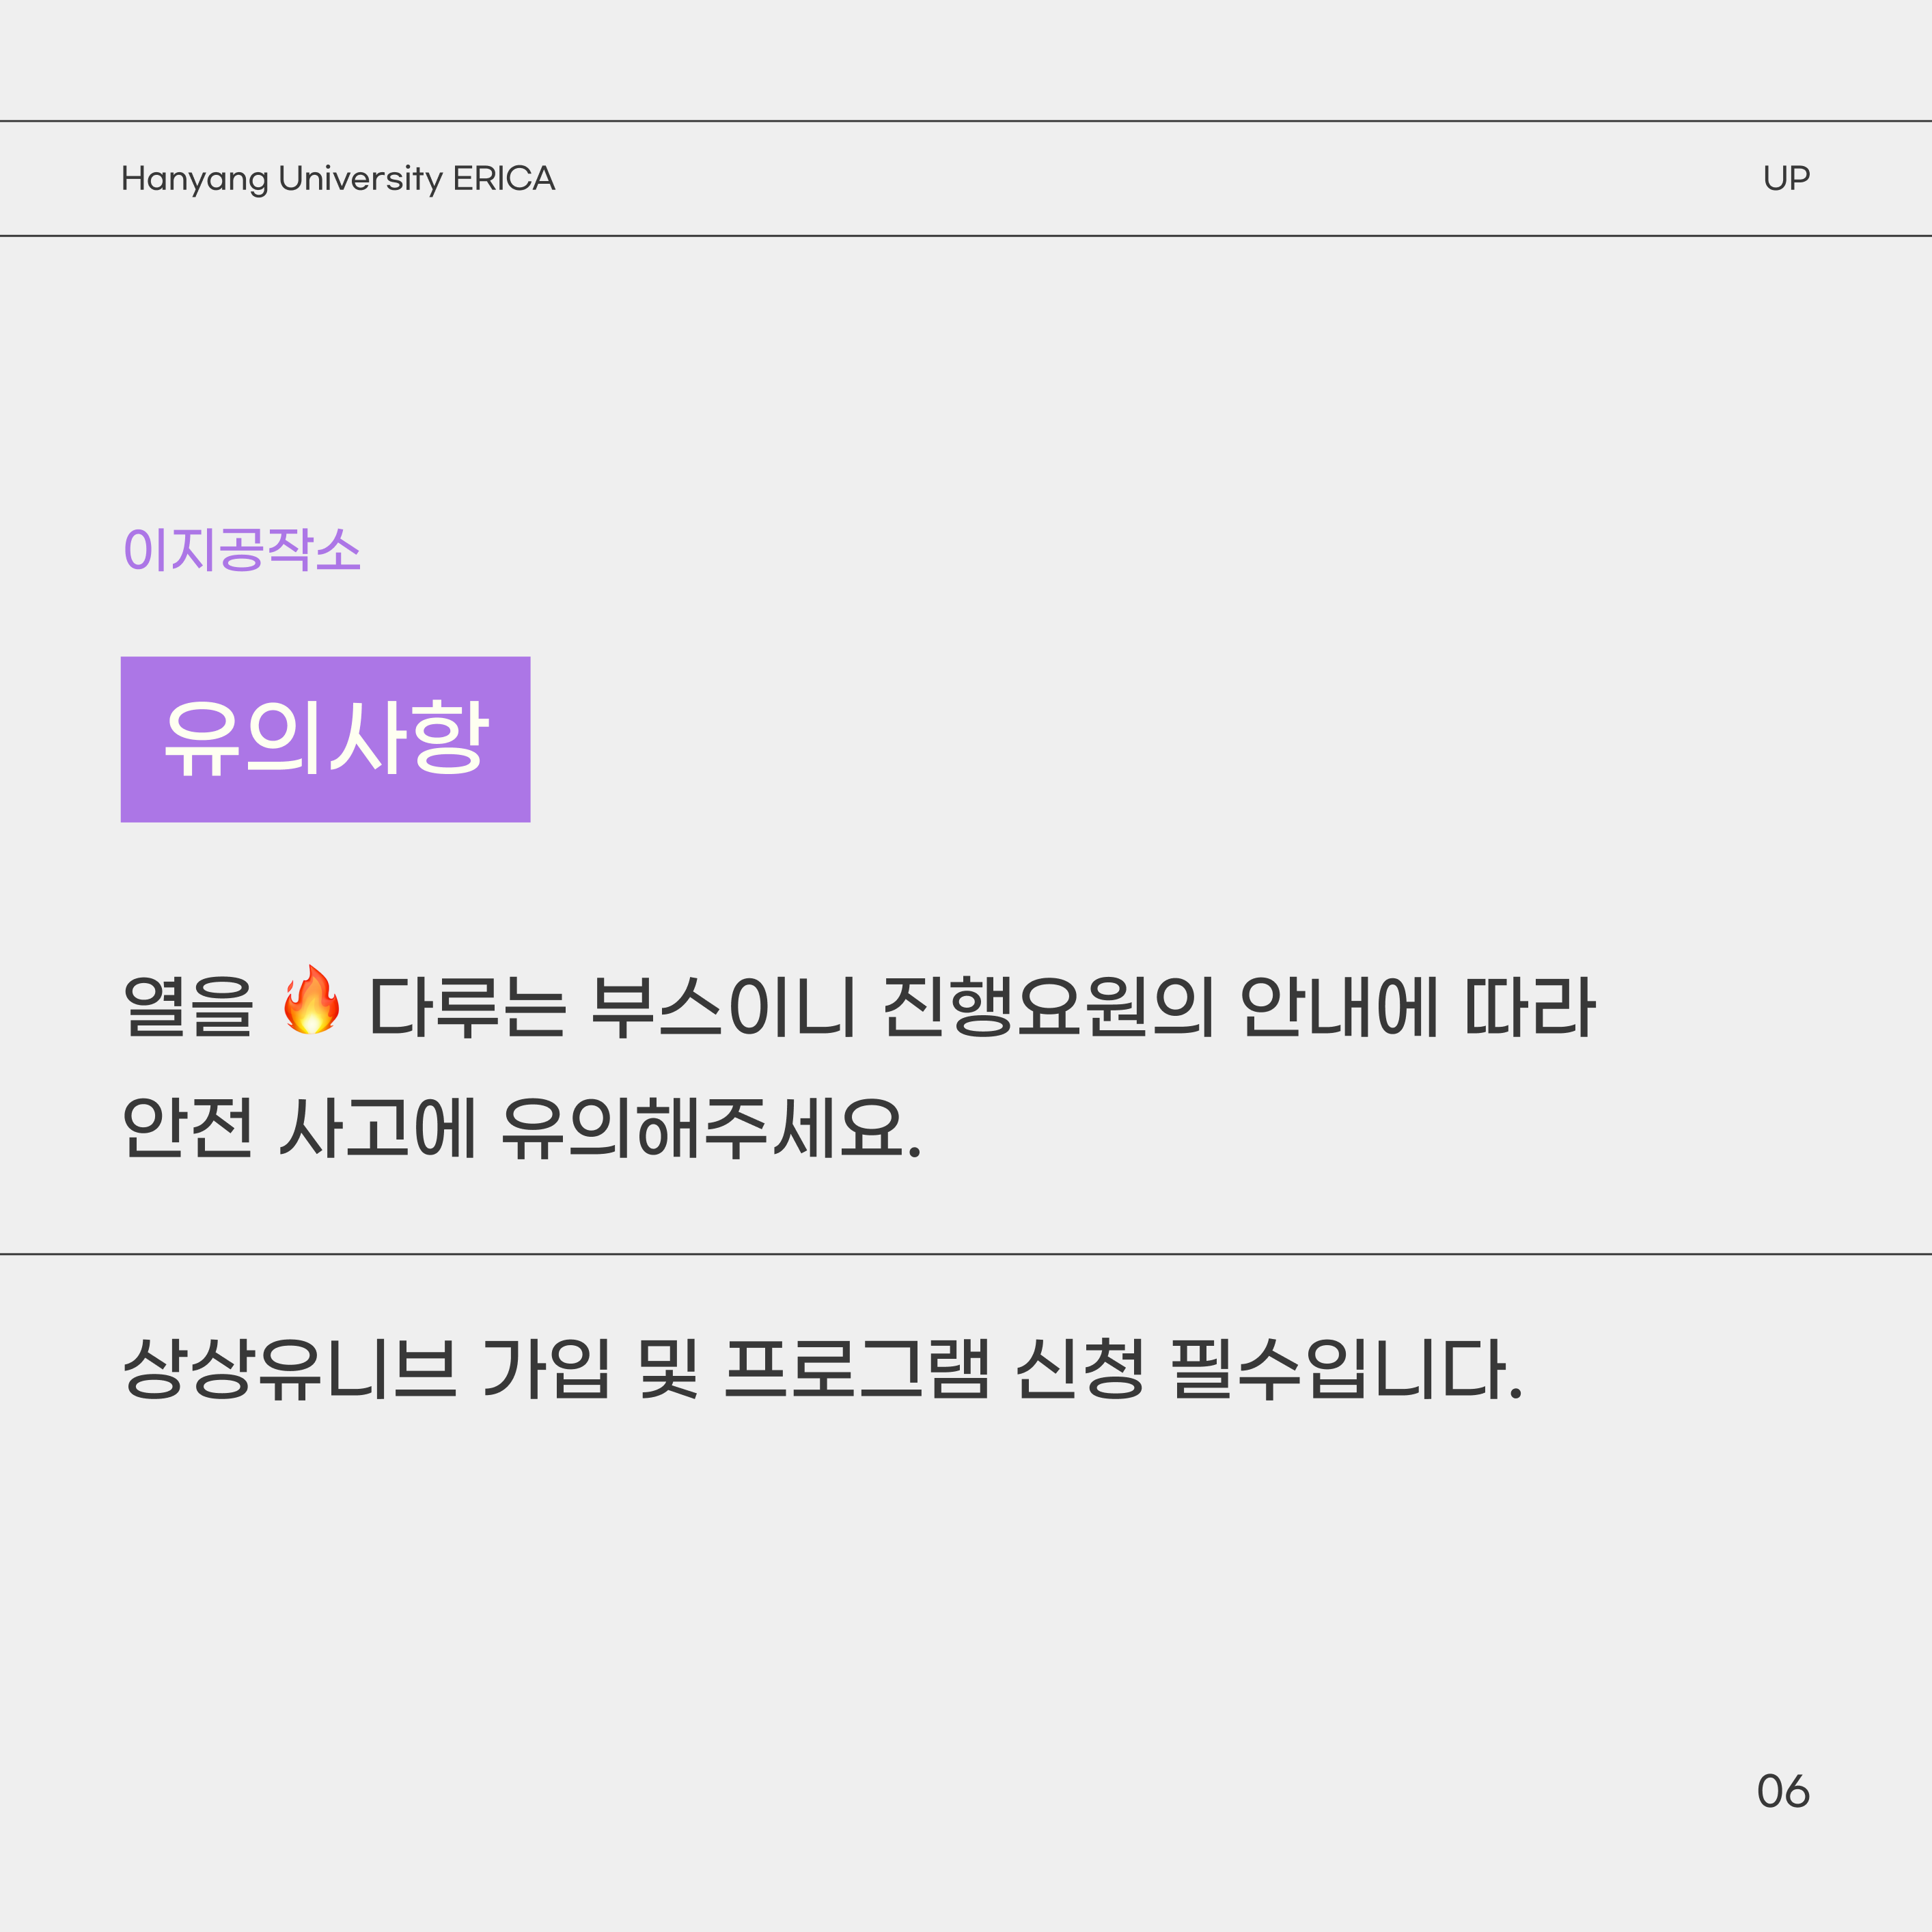 Hanyang University ERICA
UP
이지공작소
유의사항
왁을 🔥 다루는 부스이니 진행요원의 안내에 따라
안전 사고에 유의해주세요.
상상유니브 가입 및 프로그램 신청 필수입니다.
06